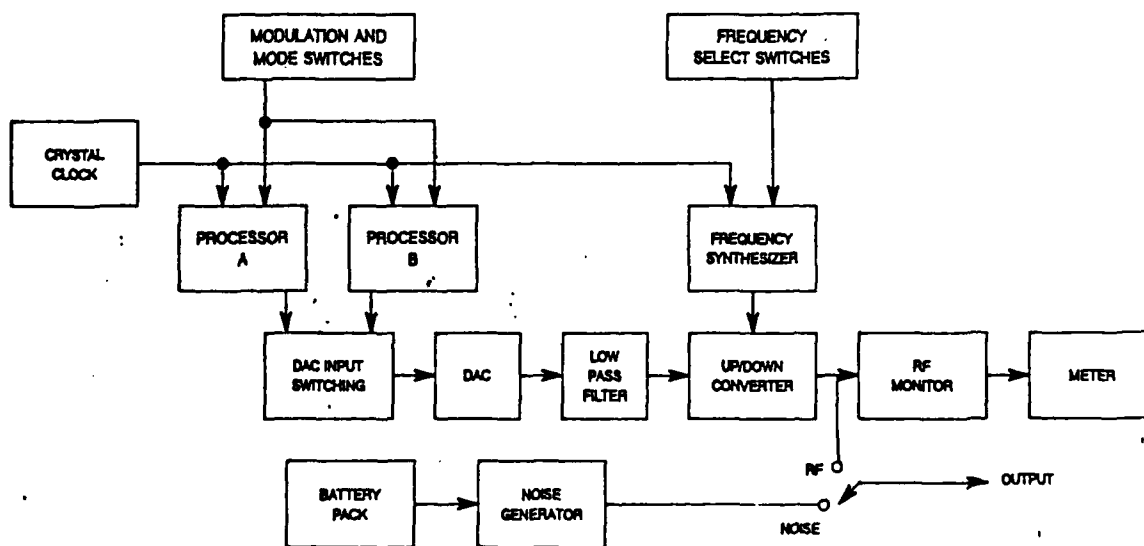 MODULATION AND
MODE SWITCHES
FREQUENCY
SELECT SWITCHES
CRYSTAL
CLOCK
PROCESSOR
A
PROCESSOR
B
FREQUENCY
SYNTHESIZER
DAC INPUT
SWITCHING
DAC
LOW
PASS
FILTER
UP/DOWN
CONVERTER
RF
MONITOR
METER
BATTERY
PACK
NOISE
GENERATOR
RF
NOISE
OUTPUT